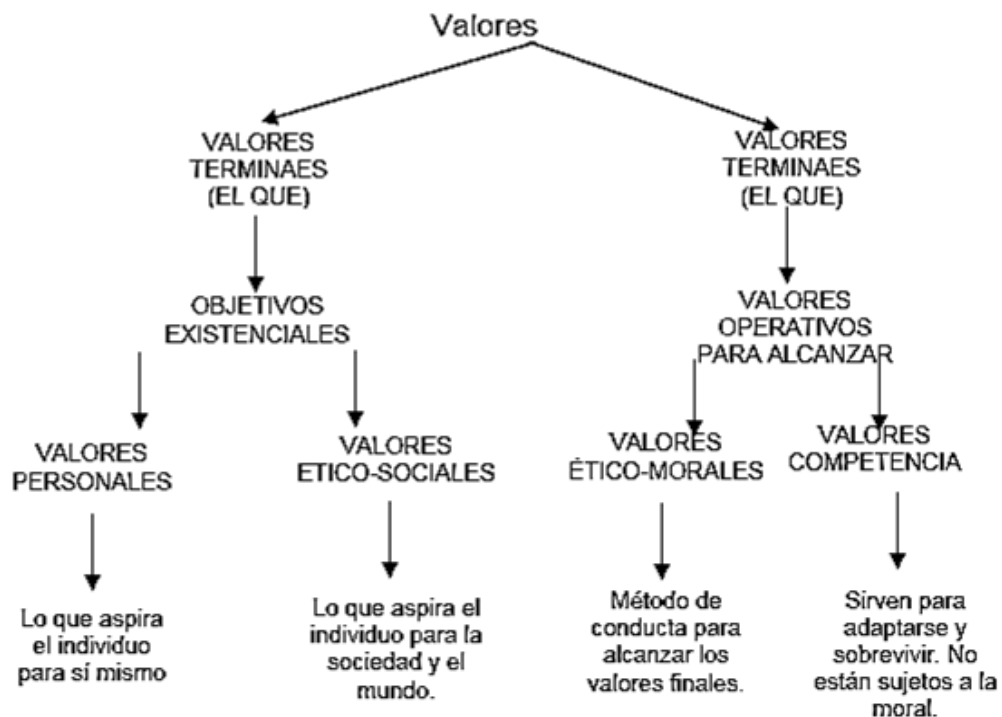 Valores
VALORES
TERMINAES
(EL QUE)
VALORES
TERMINAES
(EL QUE)
OBJETIVOS
EXISTENCIALES
VALORES
OPERATIVOS
PARA ALCANZAR
VALORES
PERSONALES
VALORES
ETICO-SOCIALES
VALORES
ÉTICO-MORALES
VALORES
COMPETENCIA
Lo que aspira
el individuo
para sí mismo
Lo que aspira el
individuo para la
sociedad y el
mundo.
Método de
conducta para
alcanzar los
valores finales.
Sirven para
adaptarse y
sobrevivir. No
están sujetos a la
moral.